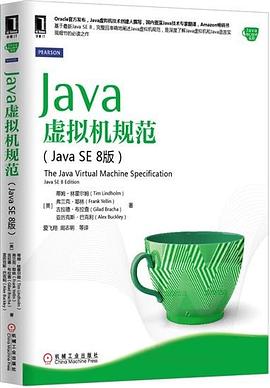 Oracle官方发布，Java虚拟机技术创建人撰写，国内资深Java技术专家翻译，Amazon畅销书
基于最新Java SE 8，完整且准确地阐述Java虚拟机规范，是深度了解Java虚拟机和Java语言实现细节的必读之作
PEARSON
Java
虚拟机规范
（Java SE 8版）
The Java Virtual Machine Specification
Java SE 8 Edition
[美]
蒂姆·林霍尔姆（Tim Lindholm）
弗兰克·耶林（Frank Yellin）
吉拉德·布拉查（Gilad Bracha）
亚历克斯·巴克利（Alex Buckley）
著
爱飞翔 周志明 等译
机械工业出版社
Java
虚拟机规范
（Java SE 8版）
机械工业出版社